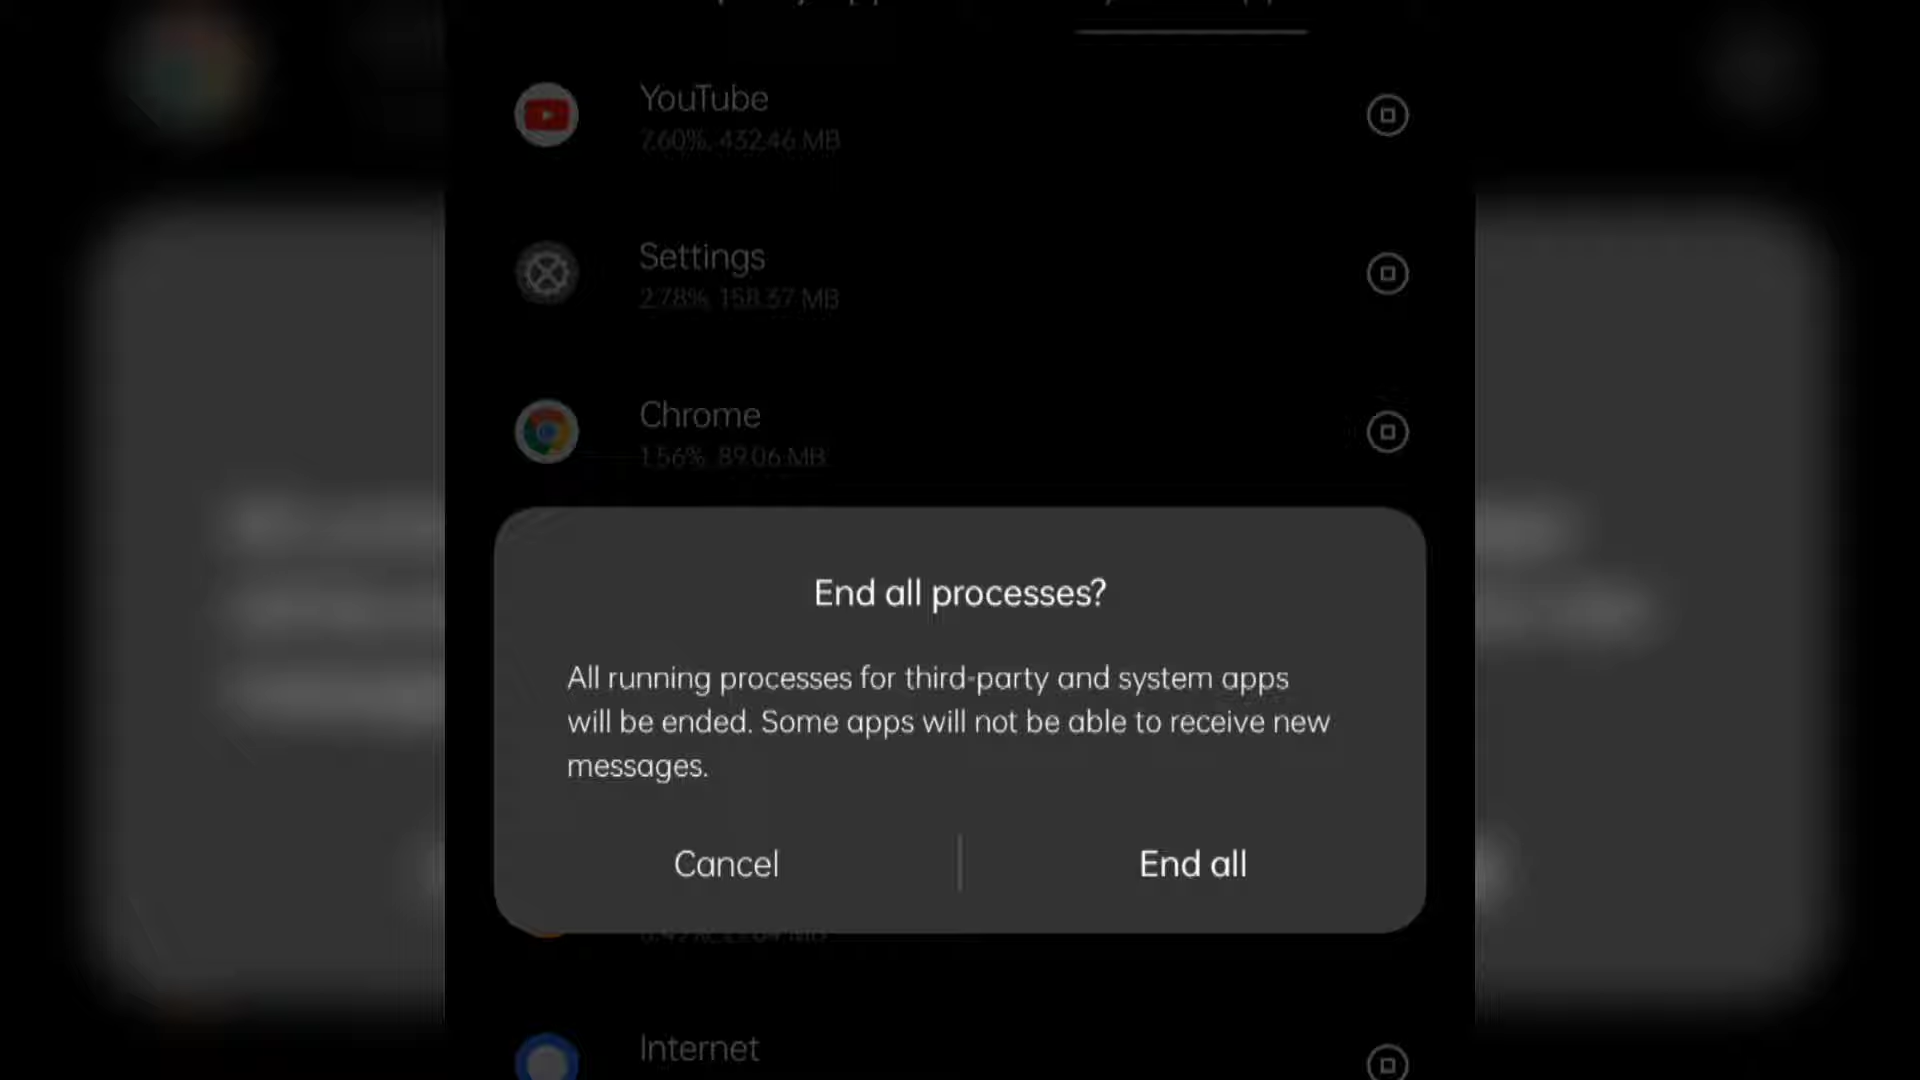 YouTube
7.60%, 432.46 MB
Settings
2.78%, 158.37 MB
Chrome
1.56%, 89.06 MB
End all processes?
All running processes for third-party and system apps
will be ended. Some apps will not be able to receive new
messages.
Cancel
End all
MB
Internet